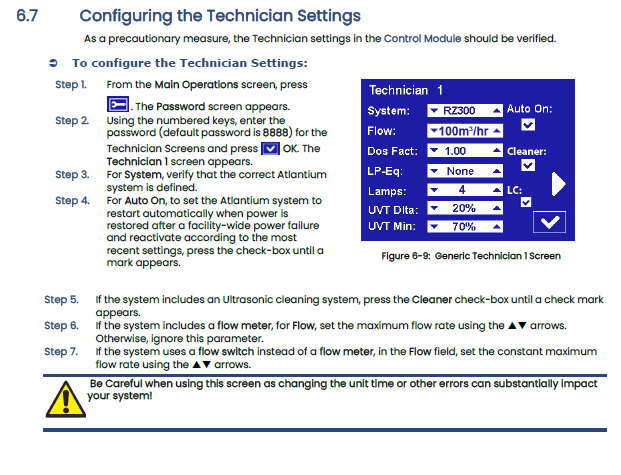 6.7 Configuring the Technician Settings
As a precautionary measure, the Technician settings in the Control Module should be verified.
To configure the Technician Settings:
Step 1. From the Main Operations screen, press
. The Password screen appears.
Step 2. Using the numbered keys, enter the
password (default password is 8888) for the
Technician Screens and press OK. The
Technician 1 screen appears.
Step 3. For System, verify that the correct Atlantium
system is defined.
Step 4. For Auto On, to set the Atlantium system to
restart automatically when power is
restored after a facility-wide power failure
and reactivate according to the most
recent settings, press the check-box until a
mark appears.
Technician 1
System: RZ300 Auto On:
Flow: 100m³/hr
Dos Fact: 1.00 Cleaner:
LP-Eq: None
Lamps: 4 LC:
UVT Dlta: 20%
UVT Min: 70%
Figure 6-9: Generic Technician 1 Screen
Step 5. If the system includes an Ultrasonic cleaning system, press the Cleaner check-box until a check mark
appears.
Step 6. If the system includes a flow meter, for Flow, set the maximum flow rate using the ▲▼ arrows.
Otherwise, ignore this parameter.
Step 7. If the system uses a flow switch instead of a flow meter, in the Flow field, set the constant maximum
flow rate using the ▲▼ arrows.
Be Careful when using this screen as changing the unit time or other errors can substantially impact
your system!